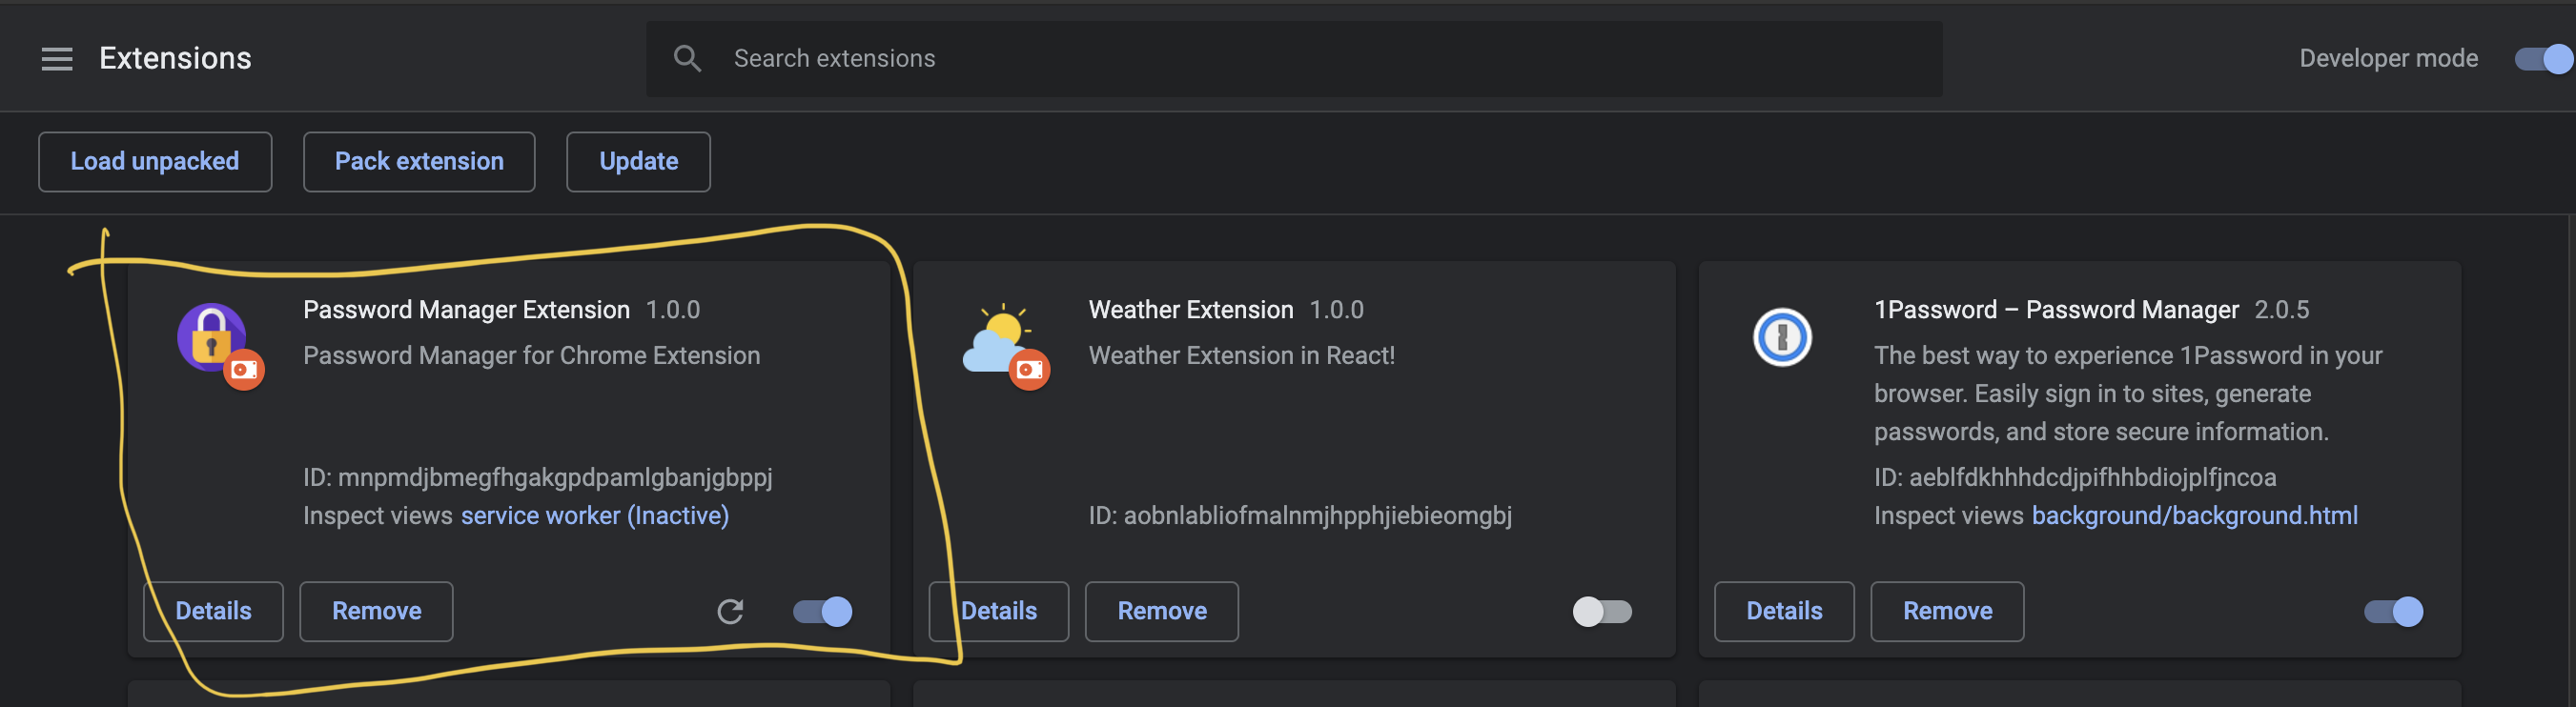 Extensions
Search extensions
Developer mode
Load unpacked
Pack extension
Update
Password Manager Extension 1.0.0
Password Manager for Chrome Extension
ID: mnpmdjbmegfhgakgpdpamlgbanjgbppj
Inspect views service worker (Inactive)
Details
Remove
Weather Extension 1.0.0
Weather Extension in React!
ID: aobnlabliofmalnmjhpphjiebieomgbj
Details
Remove
1Password – Password Manager 2.0.5
The best way to experience 1Password in your
browser. Easily sign in to sites, generate
passwords, and store secure information.
ID: aeblfdkhhhdcdjpifhhbdiojplfjncoa
Inspect views background/background.html
Details
Remove